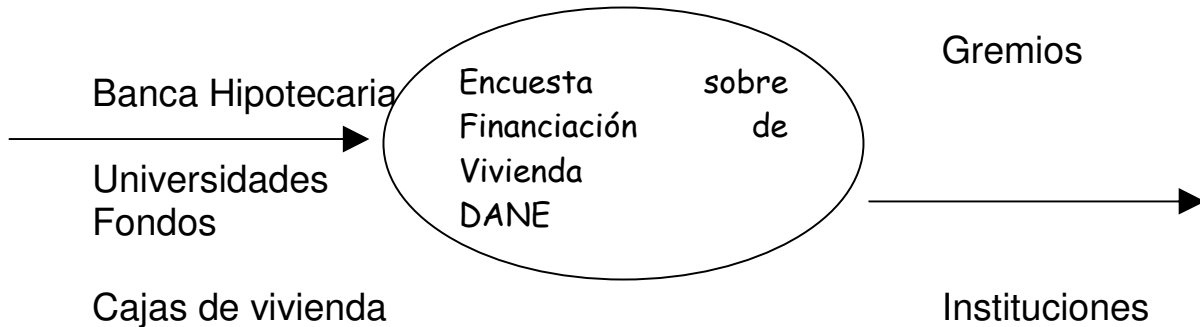 Banca Hipotecaria
Universidades
Fondos
Cajas de vivienda
Encuesta sobre
Financiación de
Vivienda
DANE
Gremios
Instituciones